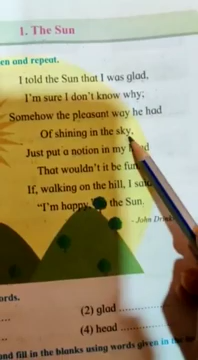 1. The Sun
en and repeat.
I told the Sun that I was glad,
I'm sure I don't know why;
Somehow the pleasant way he had
Of shining in the sky,
Just put a notion in my
That wouldn't it be fun
If, walking on the hill, I said
"I'm happy" the Sun.
- John
ords.
(2) glad ............
(4) head ............
and fill in the blanks using words given in